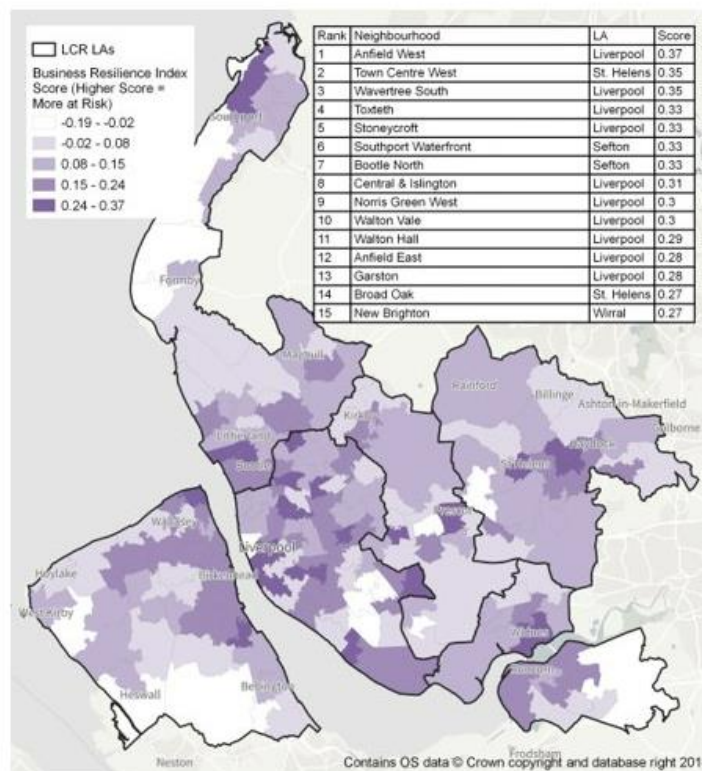 LCR LAs
Business Resilience Index
Score (Higher Score =
More at Risk)
-0.19 - -0.02
-0.02 - 0.08
0.08 - 0.15
0.15 - 0.24
0.24 - 0.37
Rank Neighbourhood LA Score
1 Anfield West Liverpool 0.37
2 Town Centre West St. Helens 0.35
3 Wavertree South Liverpool 0.35
4 Toxteth Liverpool 0.33
5 Stoneycroft Liverpool 0.33
6 Southport Waterfront Sefton 0.33
7 Bootle North Sefton 0.33
8 Central & Islington Liverpool 0.31
9 Norris Green West Liverpool 0.3
10 Walton Vale Liverpool 0.3
11 Walton Hall Liverpool 0.29
12 Anfield East Liverpool 0.28
13 Garston Liverpool 0.28
14 Broad Oak St. Helens 0.27
15 New Brighton Wirral 0.27
Southport
Formby
Maghull
Rainford
Billinge
Ashton-in-Makerfield
Kirkby
Golborne
Litherland
Haydock
Bootle
St Helens
Prescot
Wallasey
Liverpool
Hoylake
Birkenhead
West Kirby
Widnes
Runcorn
Heswall
Bebington
Frodsham
Neston
Contains OS data © Crown copyright and database right 201